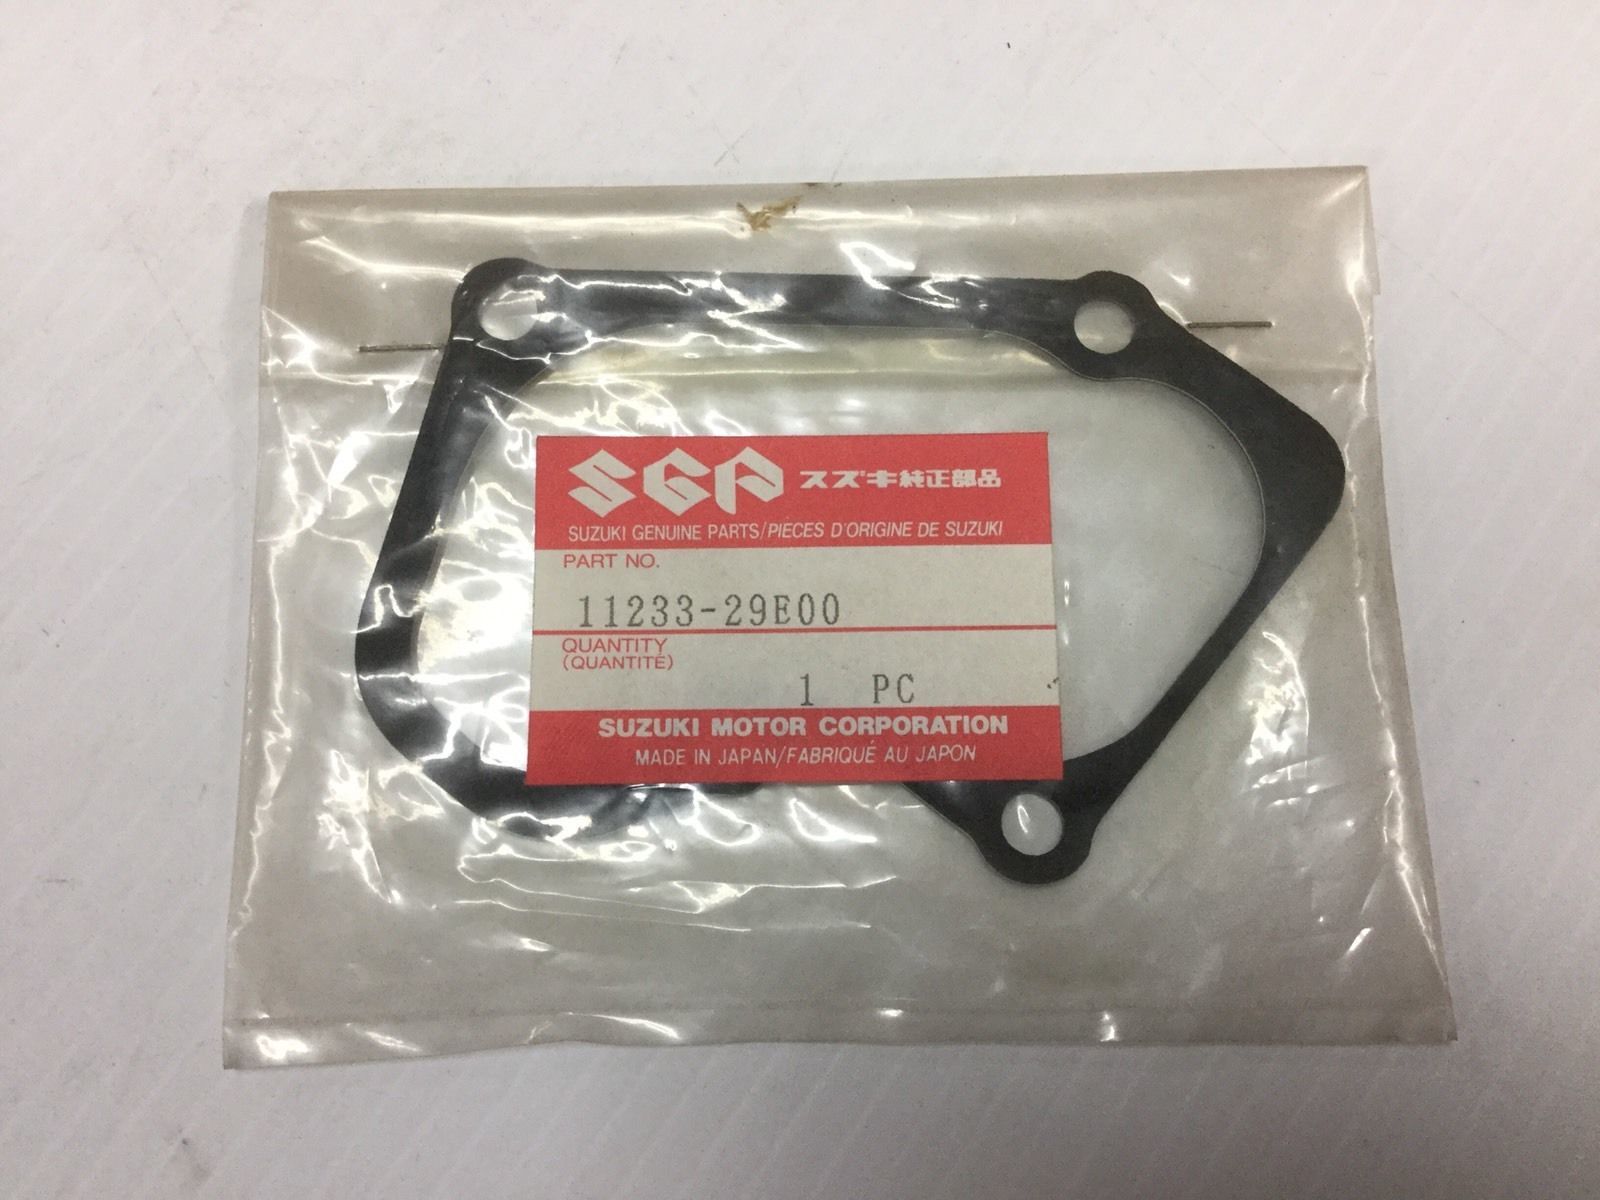 SGP スズキ純正部品
SUZUKI GENUINE PARTS/PIÈCES D'ORIGINE DE SUZUKI
PART NO.
11233-29E00
QUANTITY
(QUANTITÉ)
1 PC
SUZUKI MOTOR CORPORATION
MADE IN JAPAN/FABRIQUÉ AU JAPON